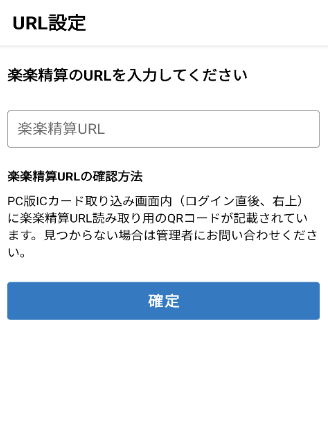 URL設定
楽楽精算のURLを入力してください
楽楽精算URL
楽楽精算URLの確認方法
PC版ICカード取り込み画面内（ログイン直後、右上）
に楽楽精算URL読み取り用のQRコードが記載されてい
ます。見つからない場合は管理者にお問い合わせくださ
い。
確定